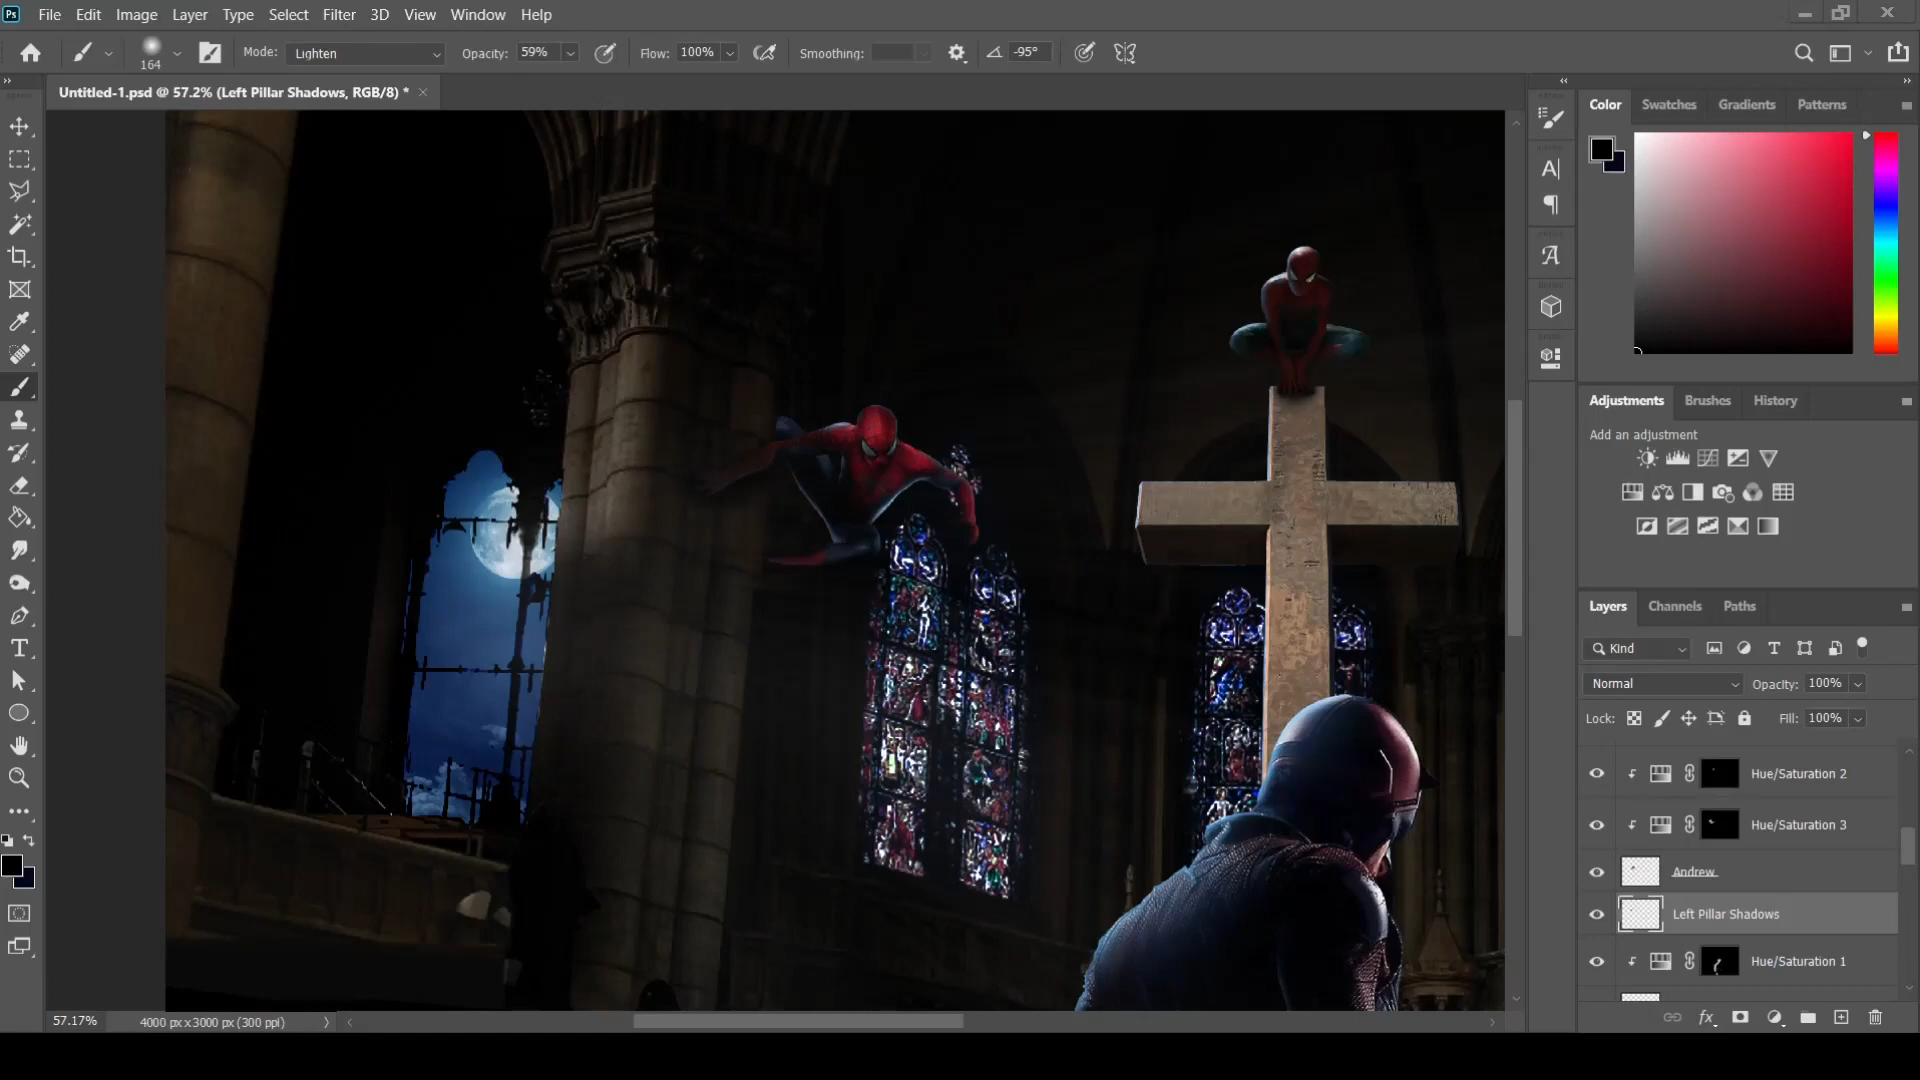 Ps File Edit Image Layer Type Select Filter 3D View Window Help
164 Mode: Lighten Opacity: 59% Flow: 100% Smoothing: -95°
Untitled-1.psd @ 57.2% (Left Pillar Shadows, RGB/8) *
Color Swatches Gradients Patterns
Adjustments Brushes History
Add an adjustment
Layers Channels Paths
Kind
Normal Opacity: 100%
Lock: Fill: 100%
Hue/Saturation 2
Hue/Saturation 3
Andrew
Left Pillar Shadows
Hue/Saturation 1
57.17% 4000 px x 3000 px (300 ppi)